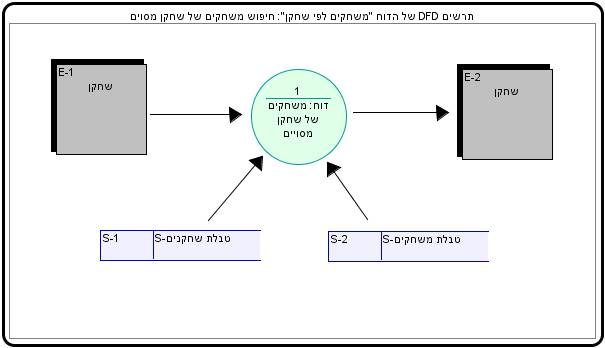 תרשים DFD של הדוח "משחקים לפי שחקן": חיפוש משחקים של שחקן מסוים
E-1
שחקן
1
דוח: משחקים
של שחקן
מסויים
E-2
שחקן
S-1
טבלת שחקנים-S
S-2
טבלת משחקים-S